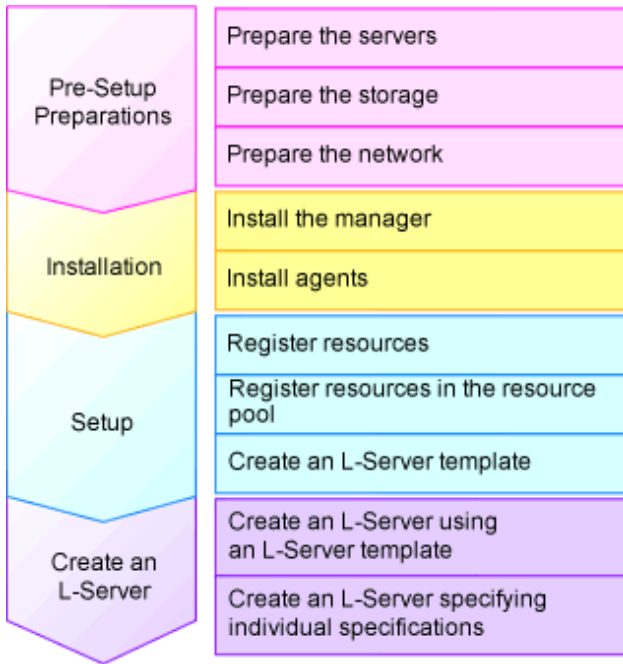 Pre-Setup
Preparations
Prepare the servers
Prepare the storage
Prepare the network
Installation
Install the manager
Install agents
Setup
Register resources
Register resources in the resource
pool
Create an L-Server template
Create an
L-Server
Create an L-Server using
an L-Server template
Create an L-Server specifying
individual specifications